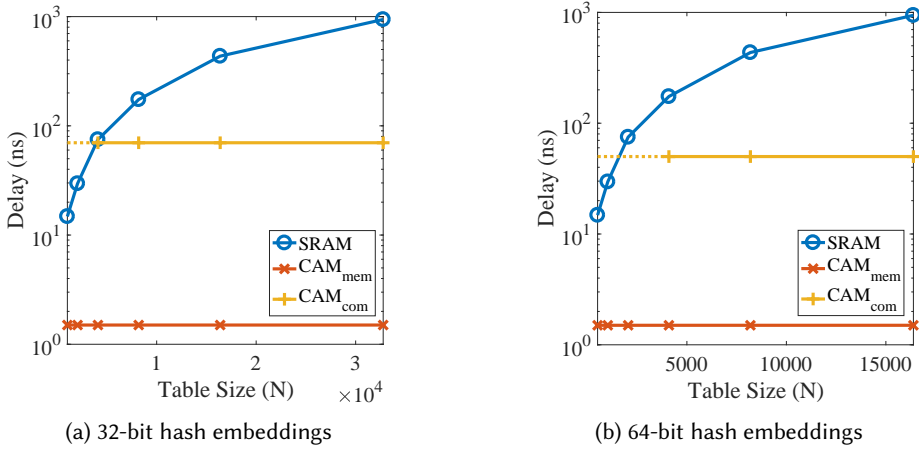 10^3
10^2
10^1
10^0
Delay (ns)
SRAM
CAM_mem
CAM_com
1
2
3
×10^4
Table Size (N)
(a) 32-bit hash embeddings
10^3
10^2
10^1
10^0
Delay (ns)
SRAM
CAM_mem
CAM_com
5000
10000
15000
Table Size (N)
(b) 64-bit hash embeddings